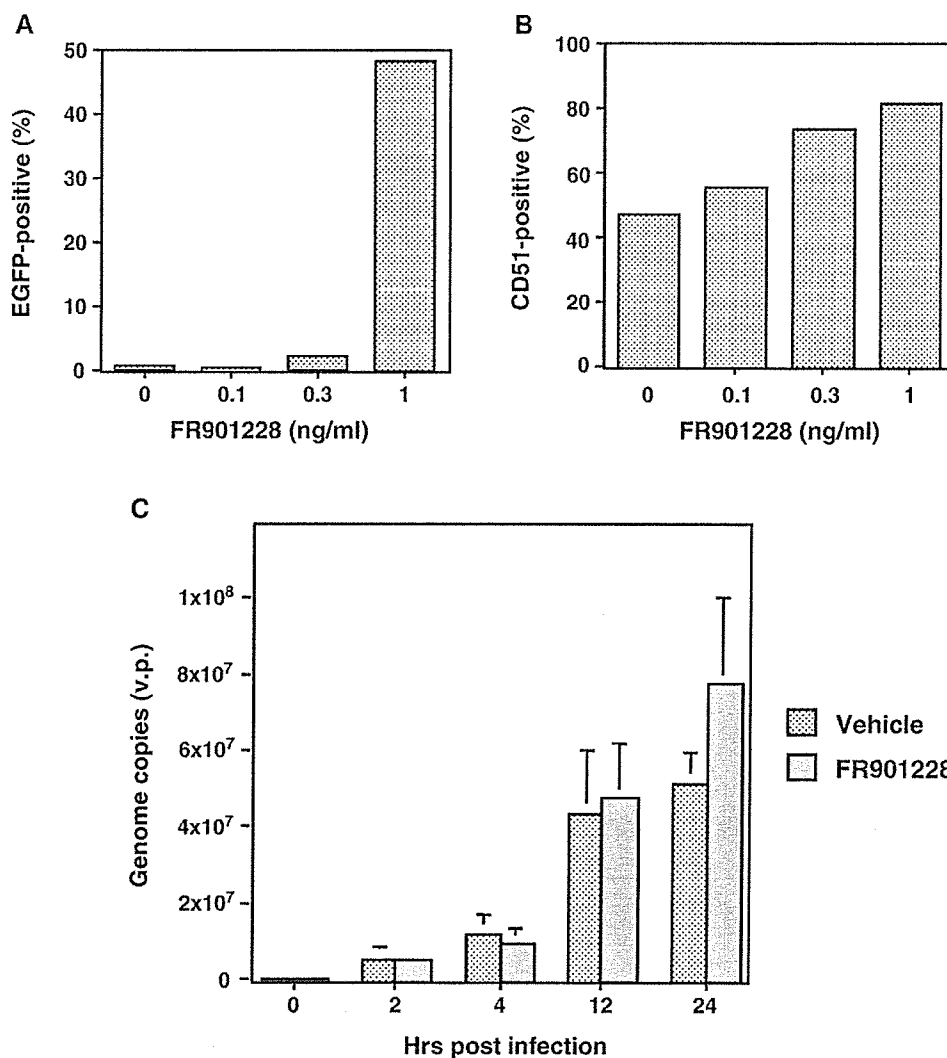 A
EGFP-positive (%)
50
40
30
20
10
0
0 0.1 0.3 1
FR901228 (ng/ml)
B
CD51-positive (%)
100
80
60
40
20
0
0 0.1 0.3 1
FR901228 (ng/ml)
C
Genome copies (v.p.)
1x10⁸
8x10⁷
6x10⁷
4x10⁷
2x10⁷
0
0 2 4 12 24
Hrs post infection
Vehicle
FR901228